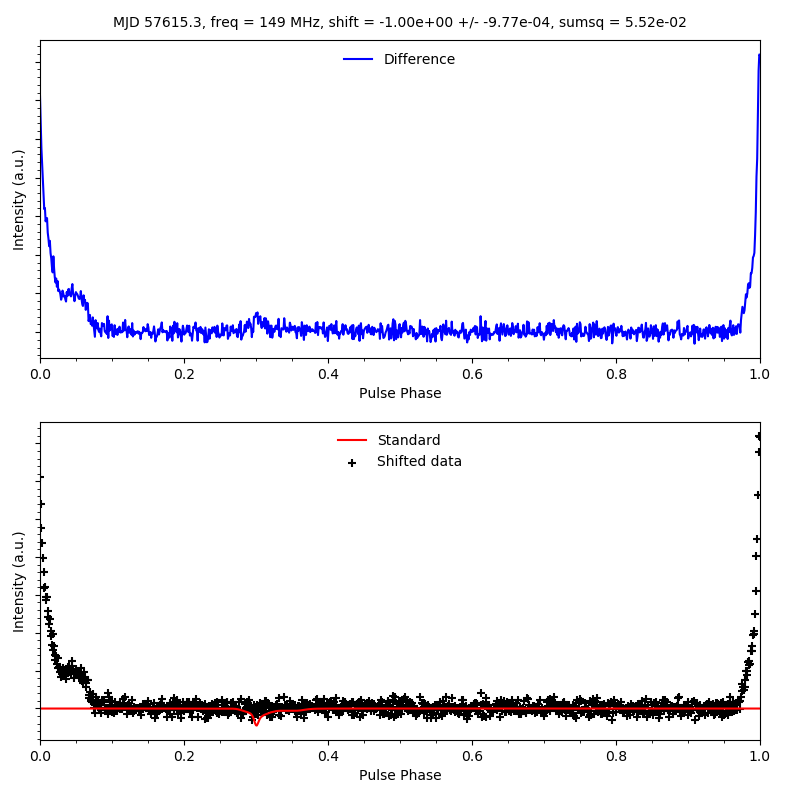 MJD 57615.3, freq = 149 MHz, shift = -1.00e+00 +/- -9.77e-04, sumsq = 5.52e-02
Difference
Intensity (a.u.)
0.0 0.2 0.4 0.6 0.8 1.0
Pulse Phase
Standard
Shifted data
Intensity (a.u.)
0.0 0.2 0.4 0.6 0.8 1.0
Pulse Phase